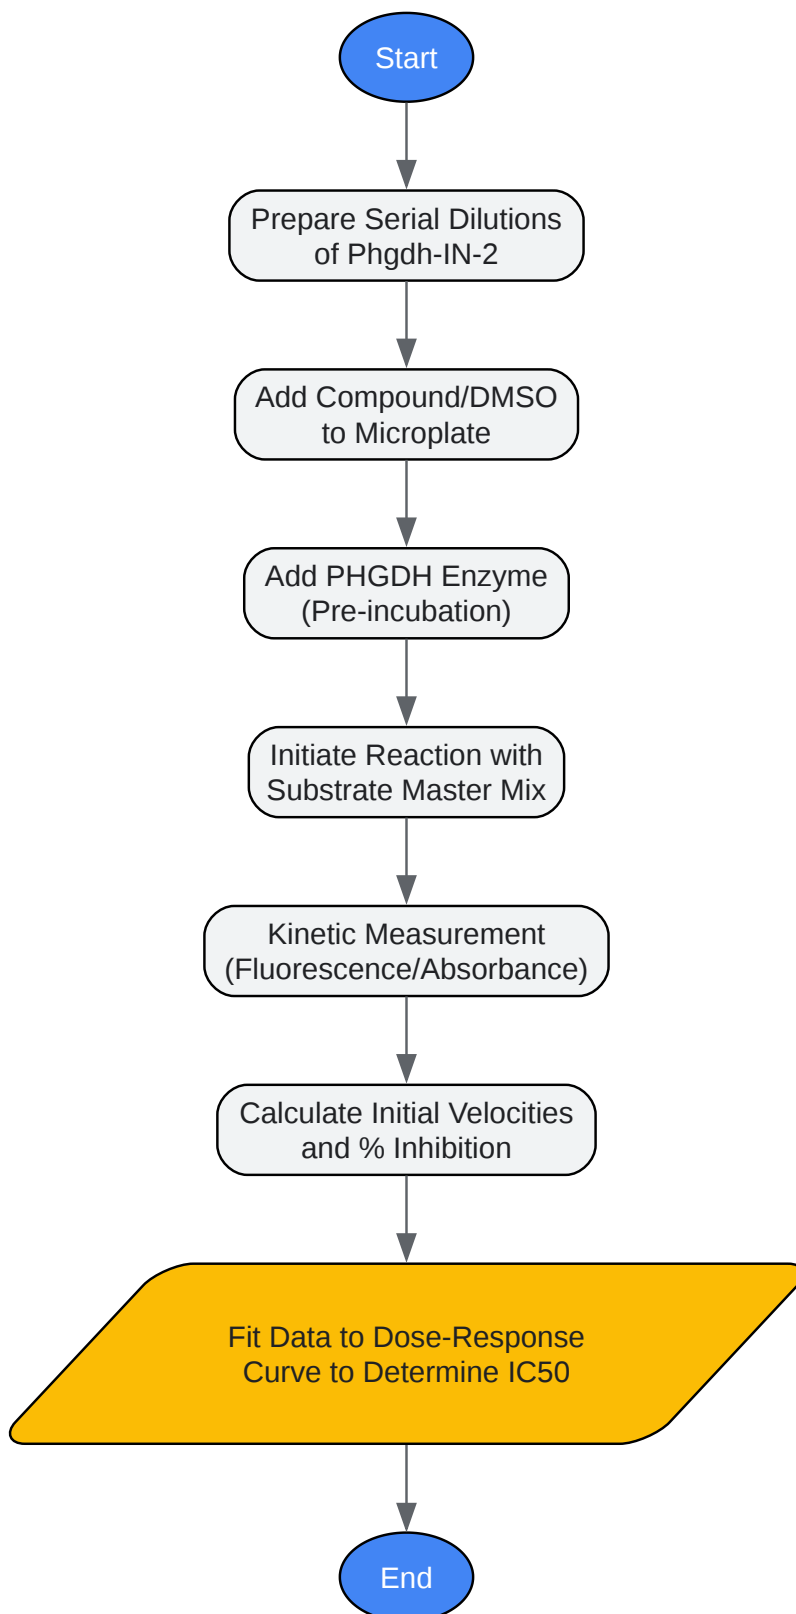 Start
Prepare Serial Dilutions
of Phgdh-IN-2
Add Compound/DMSO
to Microplate
Add PHGDH Enzyme
(Pre-incubation)
Initiate Reaction with
Substrate Master Mix
Kinetic Measurement
(Fluorescence/Absorbance)
Calculate Initial Velocities
and % Inhibition
Fit Data to Dose-Response
Curve to Determine IC50
End